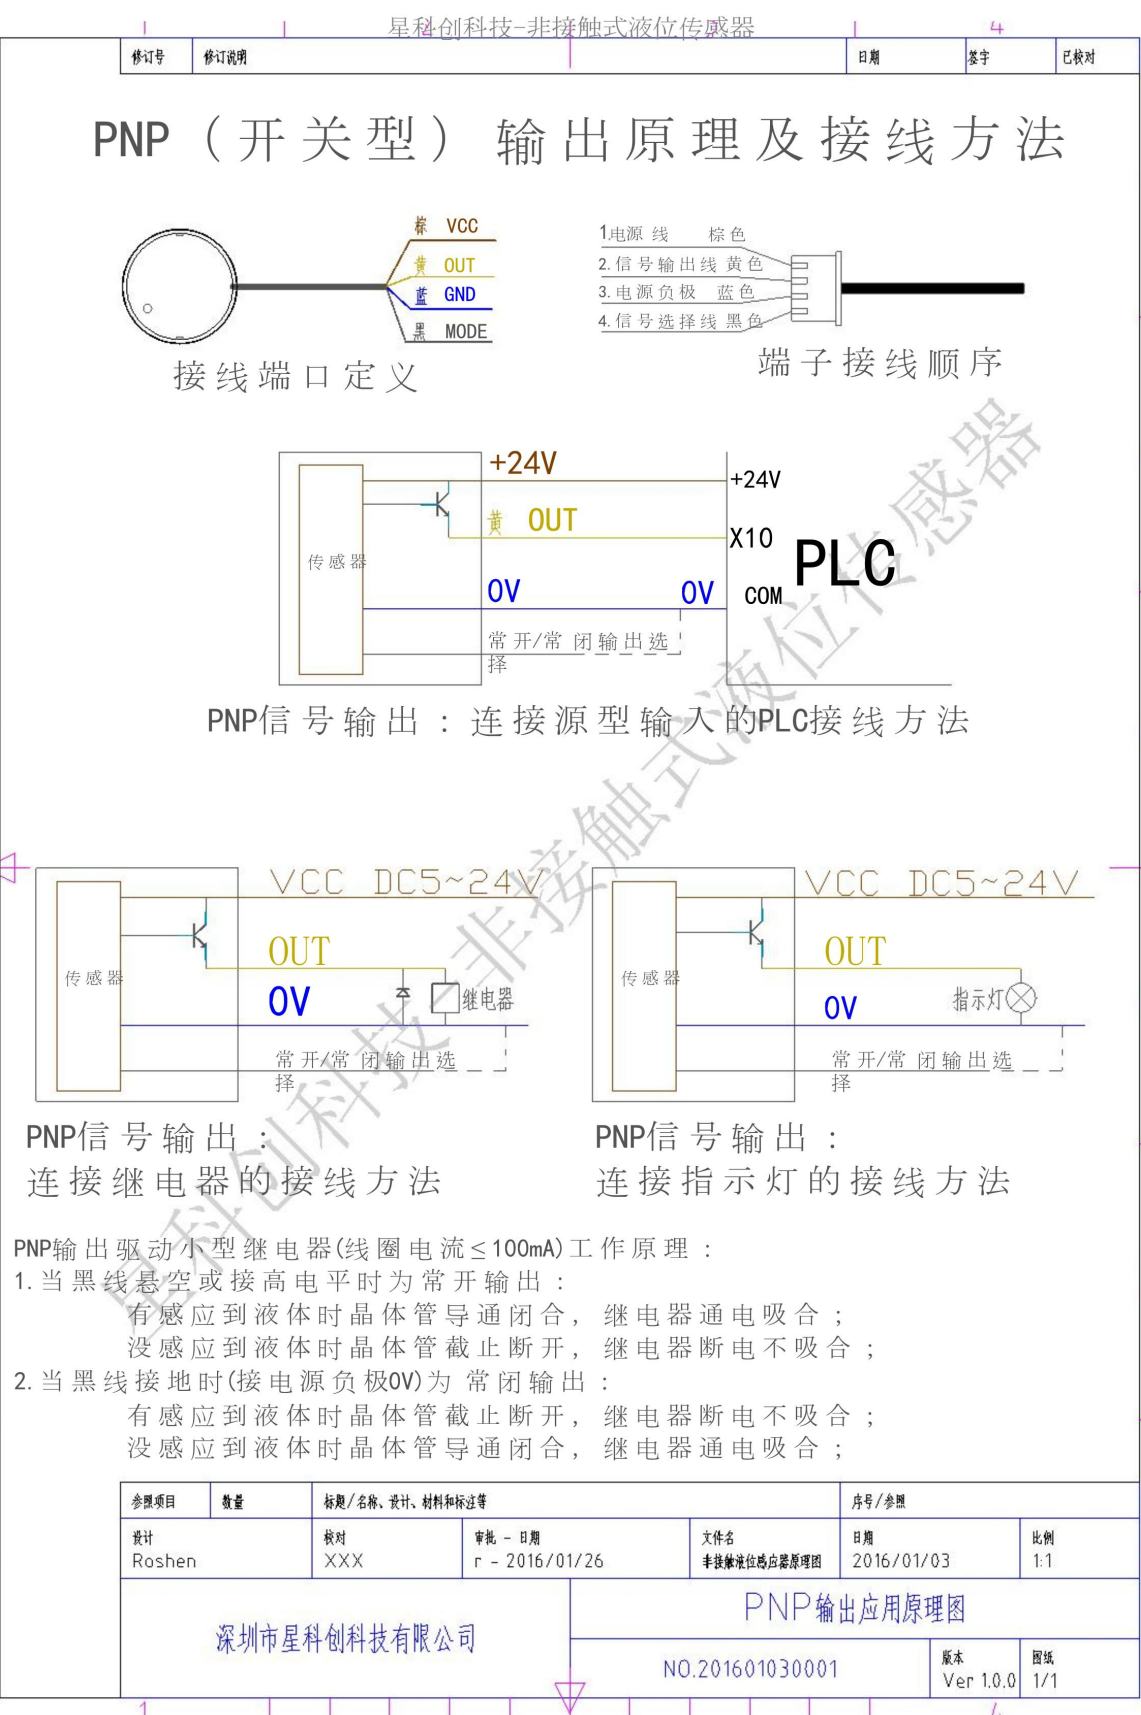 星科创科技-非接触式液位传感器
1 2 3 4
修订号 修订说明 日期 签字 已校对
PNP（开关型）输出原理及接线方法
棕 VCC
黄 OUT
蓝 GND
黑 MODE
接线端口定义
1.电源线 棕色
2.信号输出线 黄色
3.电源负极 蓝色
4.信号选择线 黑色
端子接线顺序
+24V
+24V
黄 OUT
X10
PLC
传感器
0V 0V COM
常开/常闭输出选
择
PNP信号输出：连接源型输入的PLC接线方法
VCC DC5~24V
OUT
传感器
0V
继电器
常开/常闭输出选
择
PNP信号输出：
连接继电器的接线方法
VCC DC5~24V
OUT
传感器
0V
指示灯
常开/常闭输出选
择
PNP信号输出：
连接指示灯的接线方法
PNP输出驱动小型继电器(线圈电流≤100mA)工作原理：
1.当黑线悬空或接高电平时为常开输出：
有感应到液体时晶体管导通闭合，继电器通电吸合；
没感应到液体时晶体管截止断开，继电器断电不吸合；
2.当黑线接地时(接电源负极0V)为常闭输出：
有感应到液体时晶体管截止断开，继电器断电不吸合；
没感应到液体时晶体管导通闭合，继电器通电吸合；
星科创科技-非接触式液位传感器
参照项目 数量 标题/名称、设计、材料和标注等 序号/参照
设计 校对 审批 - 日期 文件名 日期 比例
Roshen XXX r - 2016/01/26 非接触液位感应器原理图 2016/01/03 1:1
深圳市星科创科技有限公司
PNP输出应用原理图
NO.201601030001
版本 图纸
Ver 1.0.0 1/1
1 4